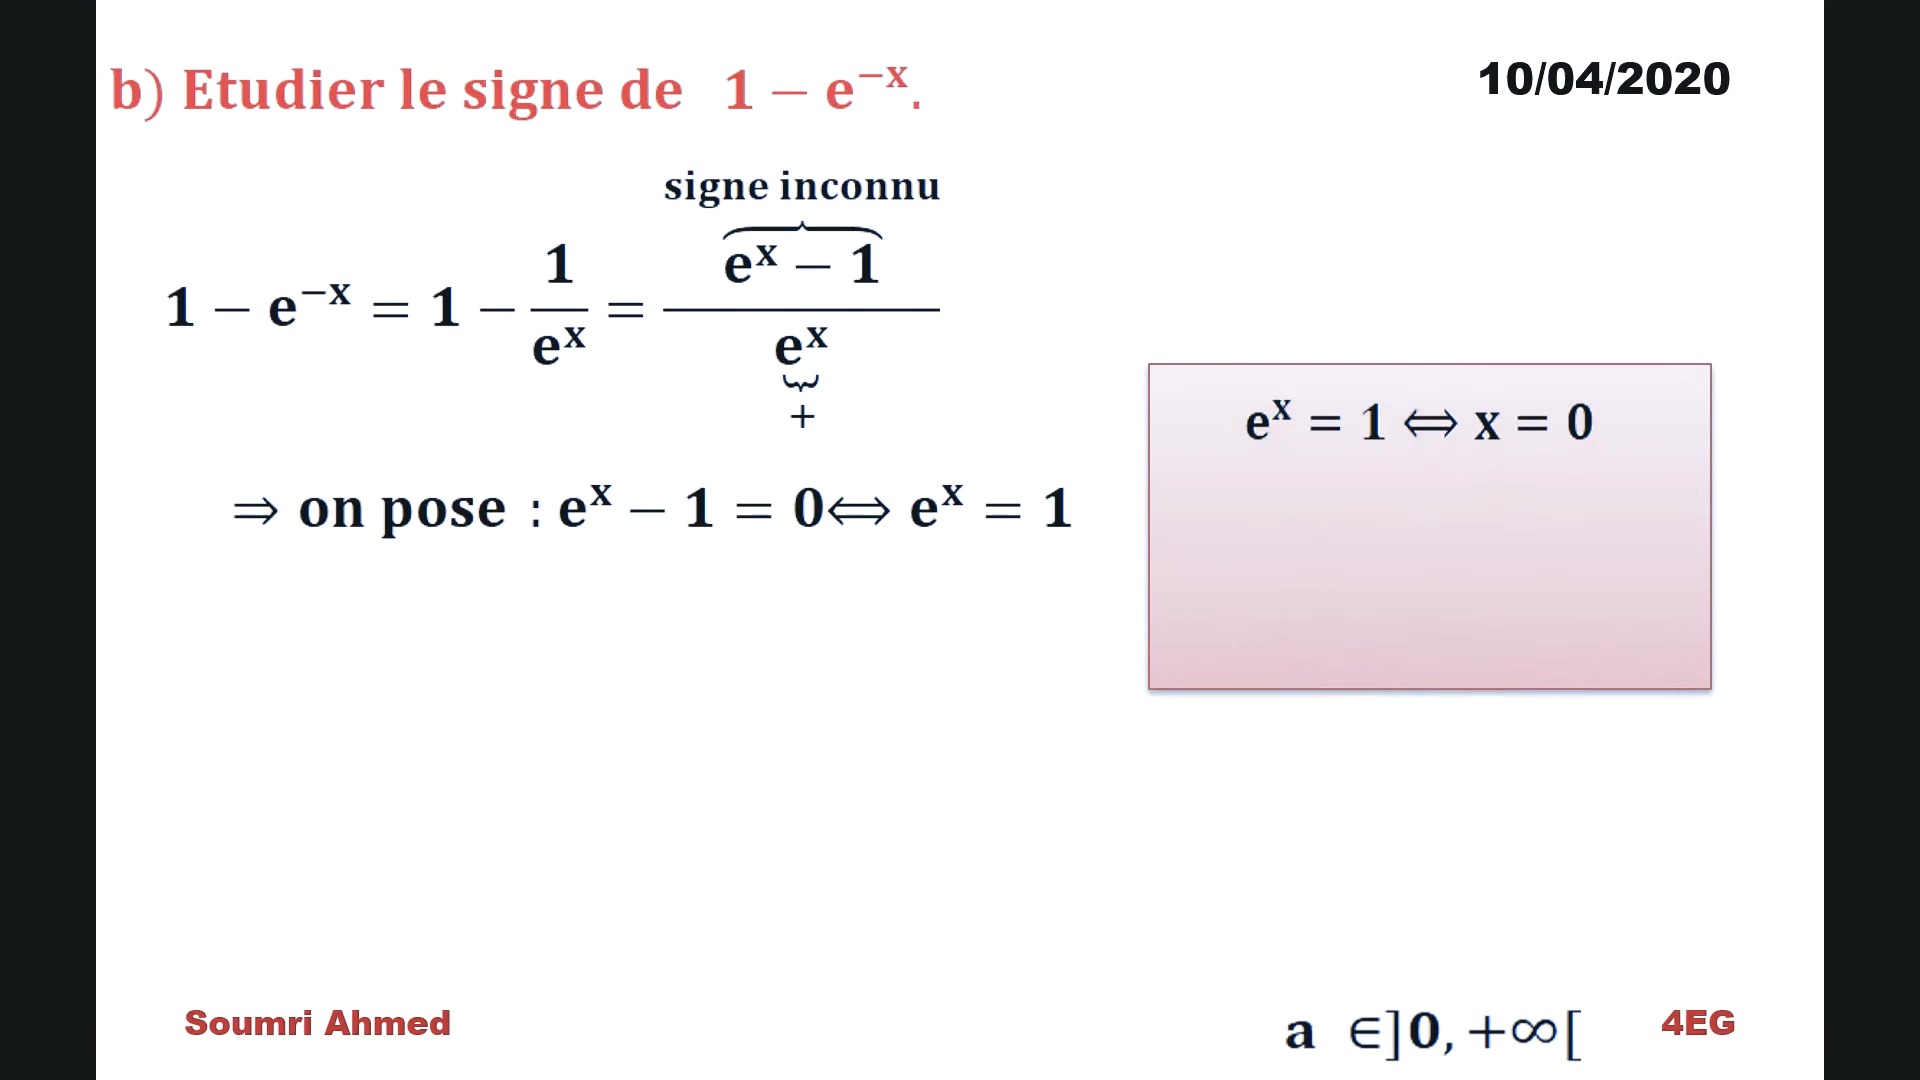 b) Etudier le signe de 1 − e⁻ˣ.
10/04/2020
signe inconnu
1 − e⁻ˣ = 1 − 1/eˣ = (eˣ − 1)/eˣ
+
⇒ on pose : eˣ − 1 = 0 ⟺ eˣ = 1
eˣ = 1 ⟺ x = 0
Soumri Ahmed
a ∈]0, +∞[
4EG